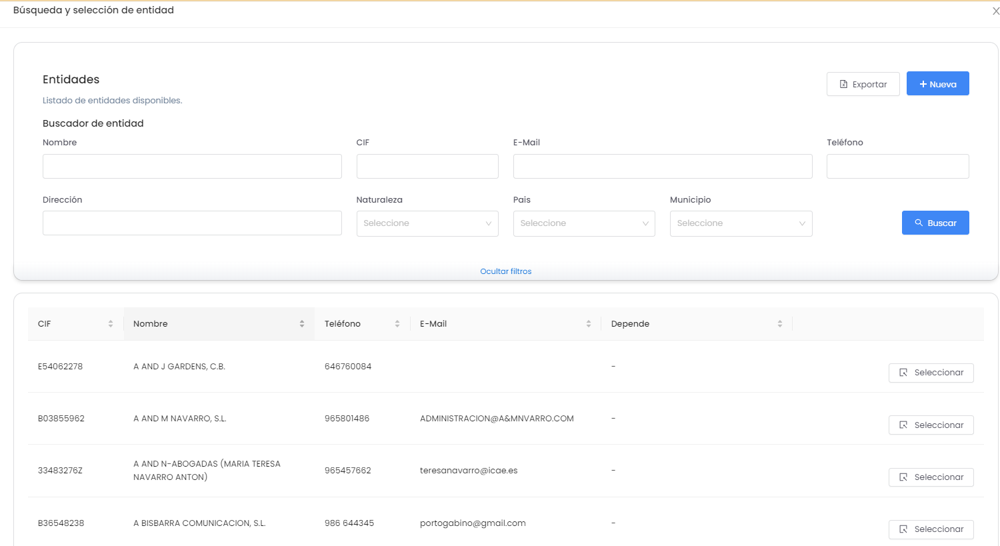 Búsqueda y selección de entidad
Entidades
Exportar
+ Nueva
Listado de entidades disponibles.
Buscador de entidad
Nombre CIF E-Mail Teléfono
Dirección Naturaleza Pais Municipio
Seleccione Seleccione Seleccione
Buscar
Ocultar filtros
CIF Nombre Teléfono E-Mail Depende
E54062278 A AND J GARDENS, C.B. 646760084 - Seleccionar
B03855962 A AND M NAVARRO, S.L. 965801486 ADMINISTRACION@A&MNVARRO.COM - Seleccionar
33483276Z A AND N-ABOGADAS (MARIA TERESA
NAVARRO ANTON) 965457662 teresanavarro@icae.es - Seleccionar
B36548238 A BISBARRA COMUNICACION, S.L. 986 644345 portogabino@gmail.com - Seleccionar